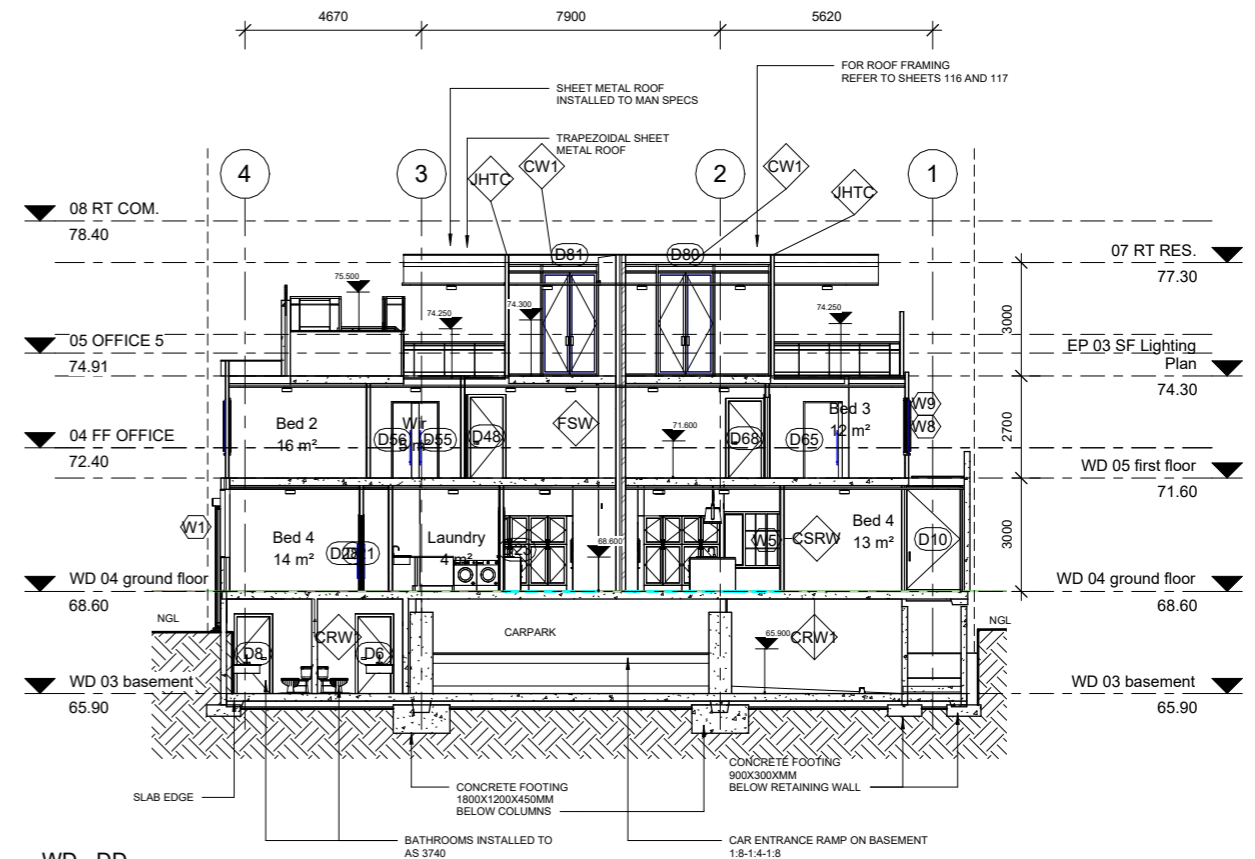 4670 7900 5620
FOR ROOF FRAMING
REFER TO SHEETS 116 AND 117
SHEET METAL ROOF
INSTALLED TO MAN SPECS
TRAPEZOIDAL SHEET
METAL ROOF
4 3 2 1
JHTC CW1 CW1 JHTC
08 RT COM.
78.40
07 RT RES.
77.30
D81 D80
75.500
74.250 74.300 74.250
3000
05 OFFICE 5
74.91
EP 03 SF Lighting
Plan
74.30
Bed 2
16 m²
Wir
D56 D55 D48
FSW
71.600
D68 D65
Bed 3
12 m²
W9
W8
2700
04 FF OFFICE
72.40
WD 05 first floor
71.60
W1
Bed 4
14 m²
Laundry
4 m²
68.600
W5
CSRW
Bed 4
13 m²
D10
3000
WD 04 ground floor
68.60
WD 04 ground floor
68.60
NGL
NGL
CARPARK
D8 CRW D6
65.900
CRW1
WD 03 basement
65.90
WD 03 basement
65.90
SLAB EDGE
CONCRETE FOOTING
1800X1200X450MM
BELOW COLUMNS
CONCRETE FOOTING
900X300XMM
BELOW RETAINING WALL
BATHROOMS INSTALLED TO
AS 3740
CAR ENTRANCE RAMP ON BASEMENT
1:8-1:4-1:8